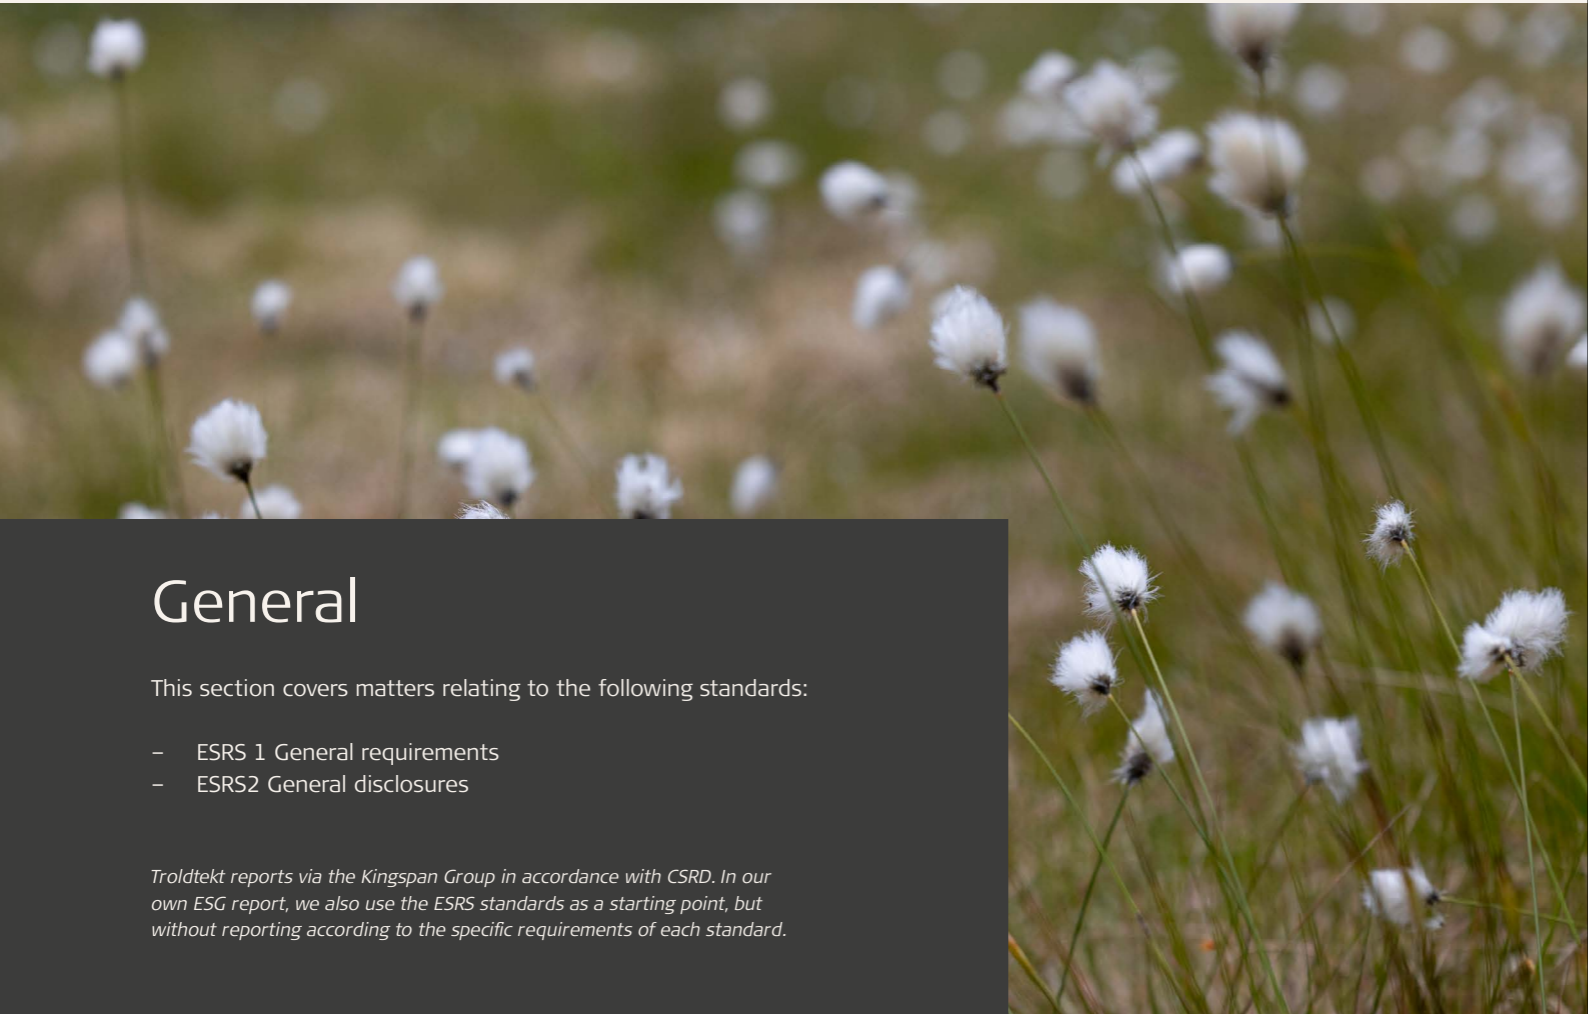 General
This section covers matters relating to the following standards:
– ESRS 1 General requirements
– ESRS2 General disclosures
Troldtekt reports via the Kingspan Group in accordance with CSRD. In our
own ESG report, we also use the ESRS standards as a starting point, but
without reporting according to the specific requirements of each standard.